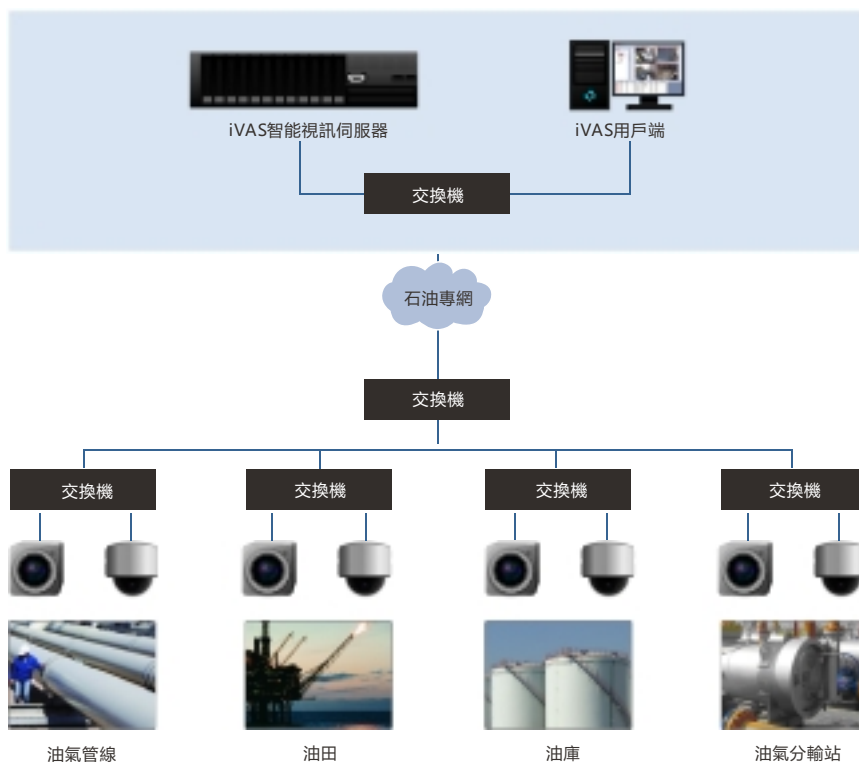 iVAS智能視訊伺服器
iVAS用戶端
交換機
石油專網
交換機
交換機
交換機
交換機
交換機
油氣管線
油田
油庫
油氣分輸站